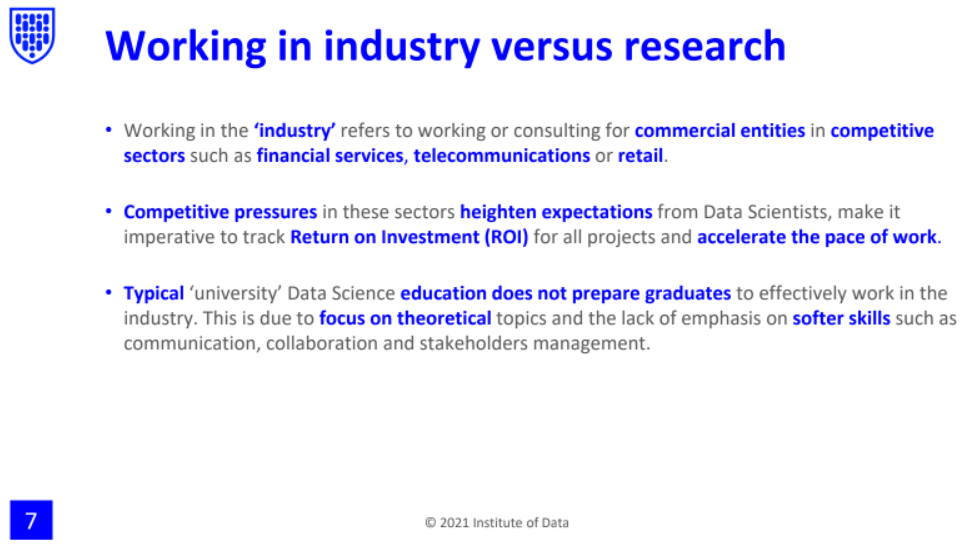 Working in industry versus research
• Working in the ‘industry’ refers to working or consulting for commercial entities in competitive
sectors such as financial services, telecommunications or retail.
• Competitive pressures in these sectors heighten expectations from Data Scientists, make it
imperative to track Return on Investment (ROI) for all projects and accelerate the pace of work.
• Typical ‘university’ Data Science education does not prepare graduates to effectively work in the
industry. This is due to focus on theoretical topics and the lack of emphasis on softer skills such as
communication, collaboration and stakeholders management.
7
© 2021 Institute of Data